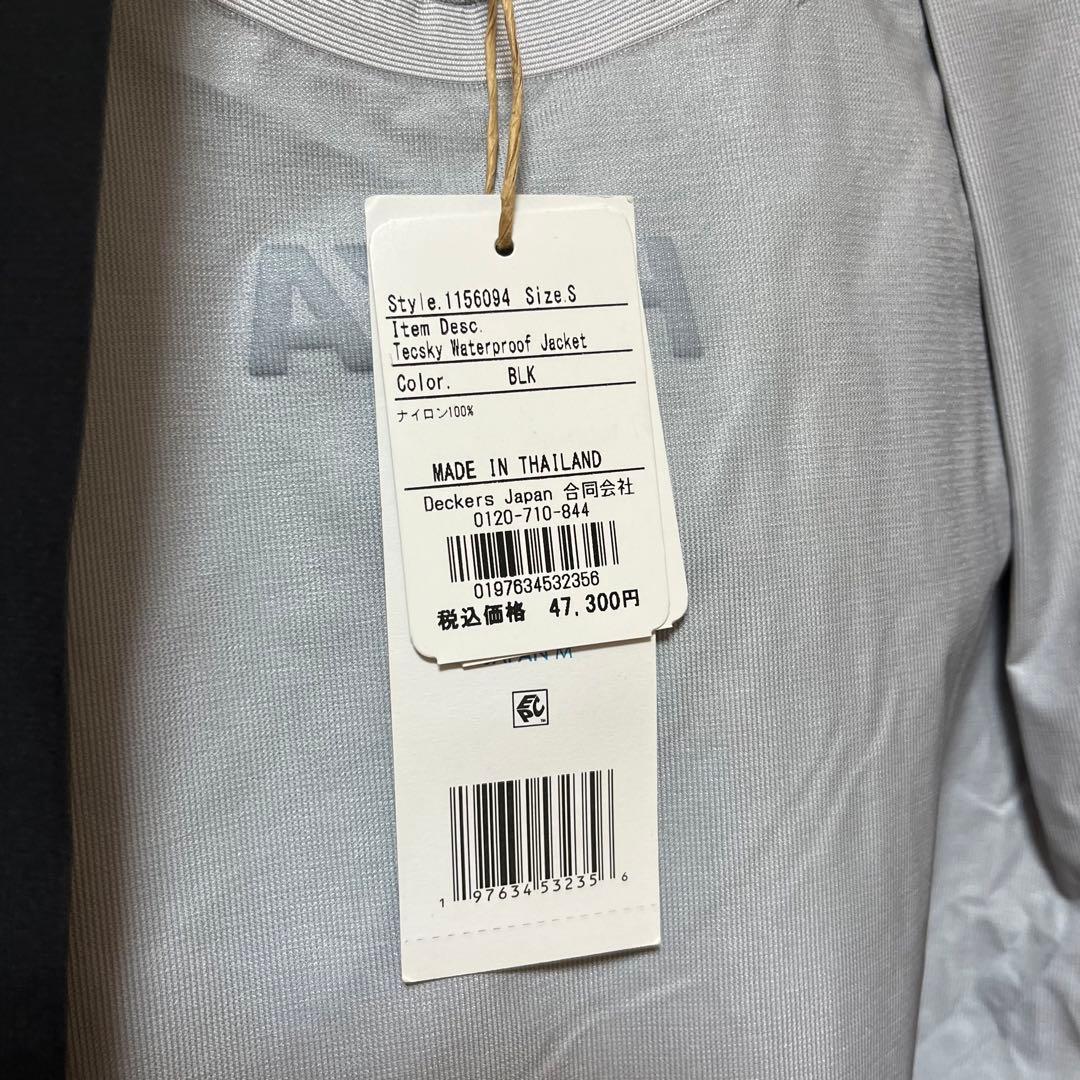 Style.1156094 Size.S
Item Desc.
Tecsky Waterproof Jacket
Color. BLK
ナイロン100%
MADE IN THAILAND
Deckers Japan 合同会社
0120-710-844
0197634532356
税込価格 47,300円
JAPAN M
EPC
1 97634 53235 6